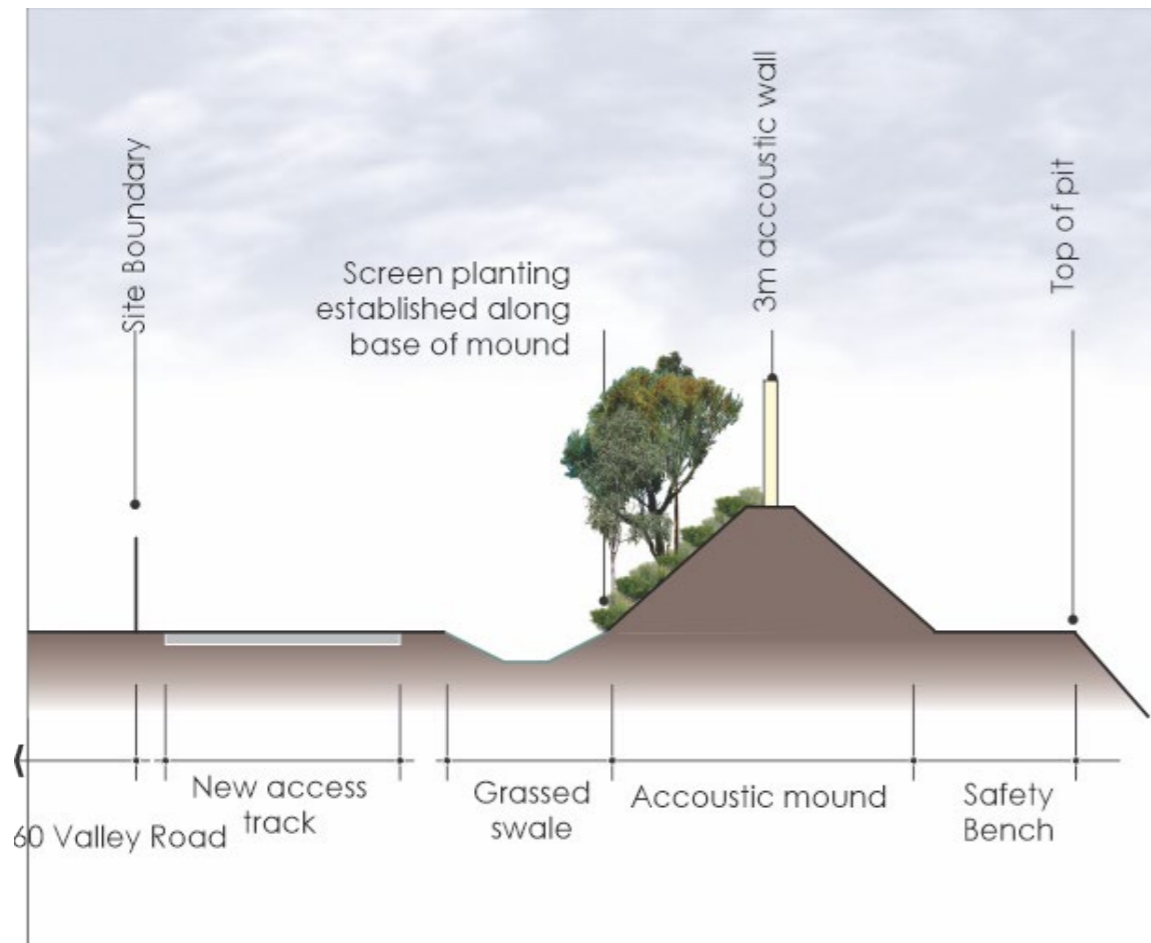 Site Boundary
Screen planting
established along
base of mound
3m accoustic wall
Top of pit
New access
track
Grassed
swale
Accoustic mound
Safety
Bench
60 Valley Road